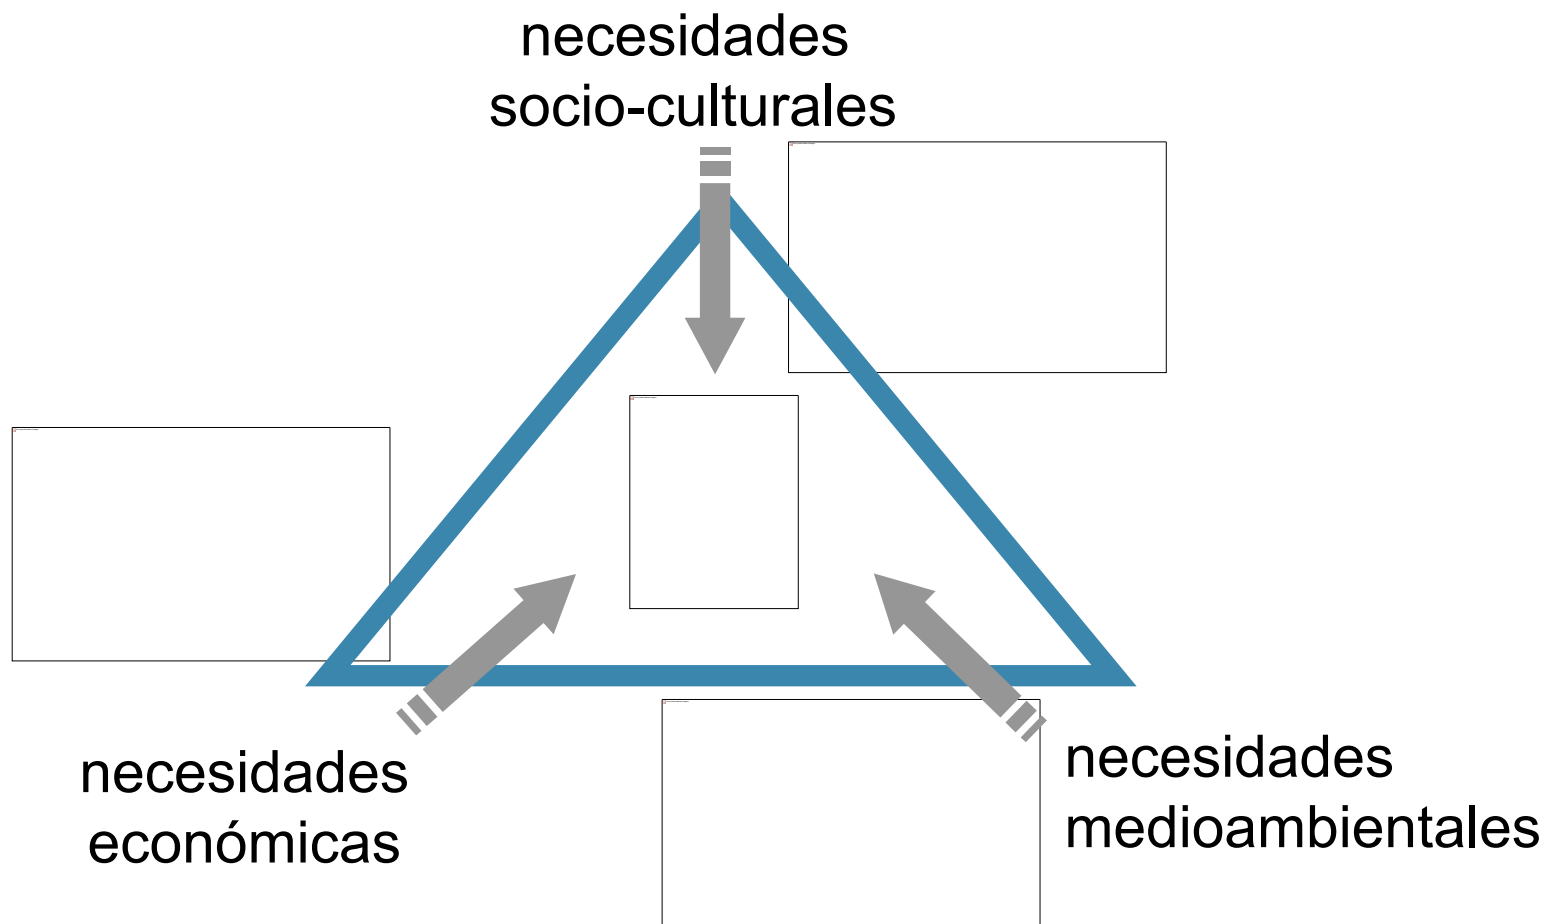 necesidades
socio-culturales
necesidades
económicas
necesidades
medioambientales